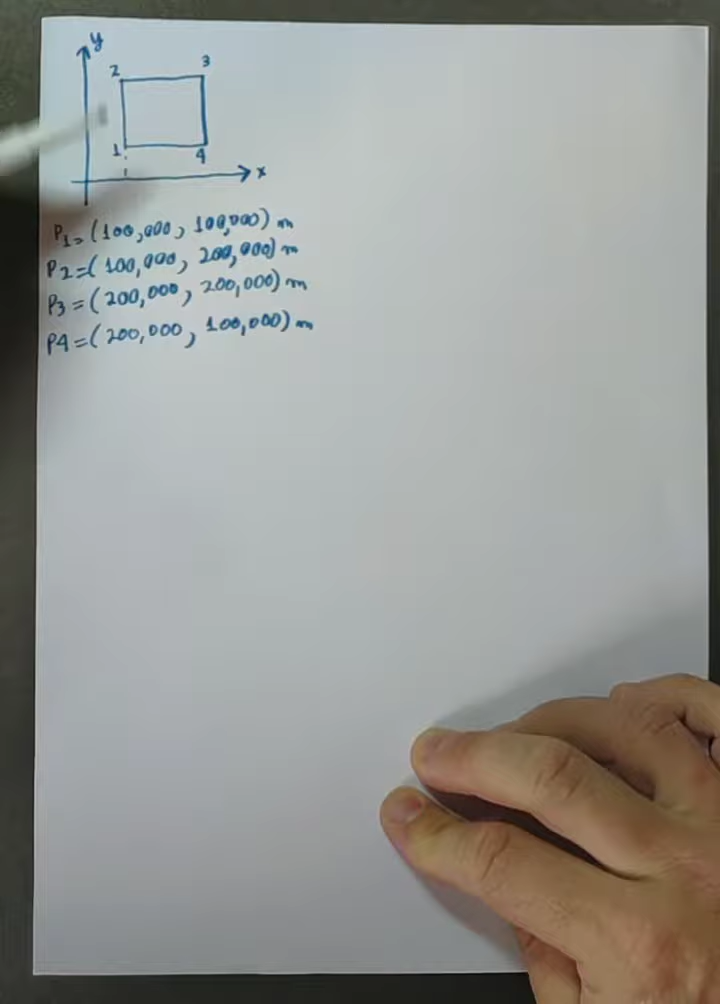 y
2 3
1 4
x
P1=(100,000, 100,000) m
P2=(100,000, 200,000) m
P3=(200,000, 200,000) m
P4=(200,000, 100,000) m